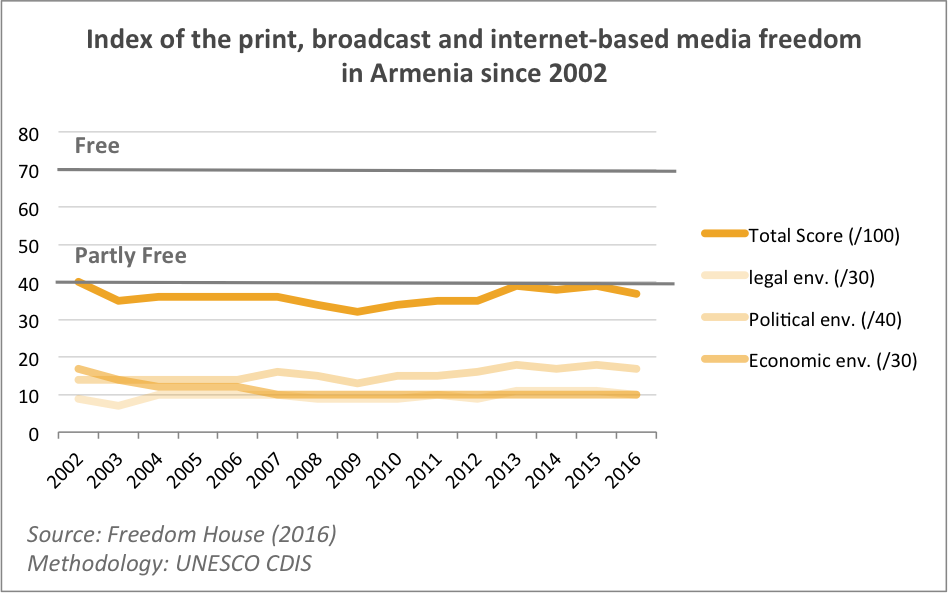 Index of the print, broadcast and internet-based media freedom
in Armenia since 2002
80
Free
70
60
50
Partly Free
40
30
20
10
0
2002 2003 2004 2005 2006 2007 2008 2009 2010 2011 2012 2013 2014 2015 2016
Total Score (/100)
legal env. (/30)
Political env. (/40)
Economic env. (/30)
Source: Freedom House (2016)
Methodology: UNESCO CDIS